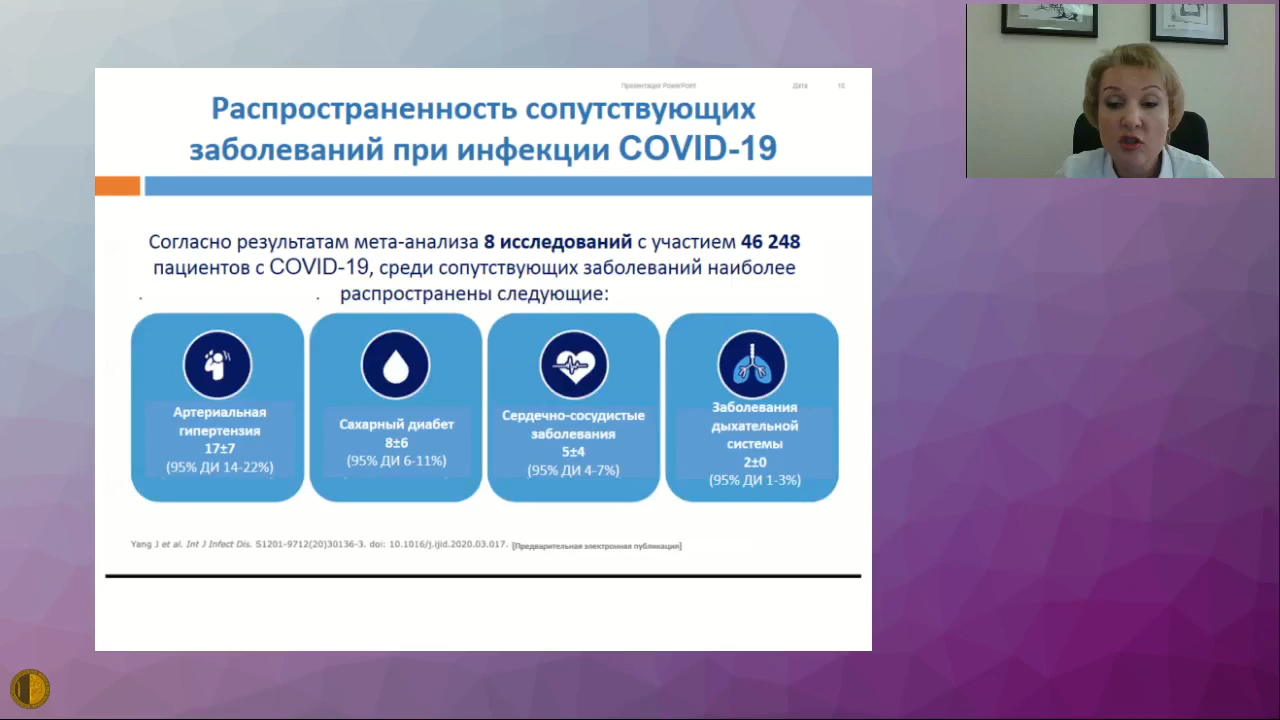 Презентация PowerPoint Дата 10
Распространенность сопутствующих
заболеваний при инфекции COVID-19
Согласно результатам мета-анализа 8 исследований с участием 46 248
пациентов с COVID-19, среди сопутствующих заболеваний наиболее
распространены следующие:
Артериальная
гипертензия
17±7
(95% ДИ 14-22%)
Сахарный диабет
8±6
(95% ДИ 6-11%)
Сердечно-сосудистые
заболевания
5±4
(95% ДИ 4-7%)
Заболевания
дыхательной
системы
2±0
(95% ДИ 1-3%)
Yang J et al. Int J Infect Dis. S1201-9712(20)30136-3. doi: 10.1016/j.ijid.2020.03.017. [Предварительная электронная публикация]